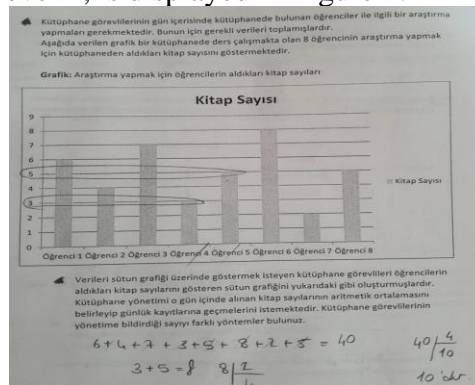 Kütüphane görevlilerinin gün içerisinde kütüphanede bulunan öğrenciler ile ilgili bir araştırma
yapmaları gerekmektedir. Bunun için gerekli verileri toplamışlardır.
Aşağıda verilen grafik bir kütüphanede ders çalışmakta olan 8 öğrencinin araştırma yapmak
için kütüphaneden aldıkları kitap sayısını göstermektedir.
Grafik: Araştırma yapmak için öğrencilerin aldıkları kitap sayıları
Kitap Sayısı
9
8
7
6
5
4
3
2
1
0
Kitap Sayısı
Öğrenci 1 Öğrenci 2 Öğrenci 3 Öğrenci 4 Öğrenci 5 Öğrenci 6 Öğrenci 7 Öğrenci 8
Verileri sütun grafiği üzerinde göstermek isteyen kütüphane görevlileri öğrencilerin
aldıkları kitap sayılarını gösteren sütun grafiğini yukarıdaki gibi oluşturmuşlardır.
Kütüphane yönetimi o gün içinde alınan kitap sayılarının aritmetik ortalamasını
belirleyip günlük kayıtlarına geçmelerini istemektedir. Kütüphane görevlilerinin
yönetime bildirdiği sayıyı farklı yöntemler bulunuz.
6+4+7+3+5+8+2+5 = 40
40 4
10
3+5=8 8 2
4